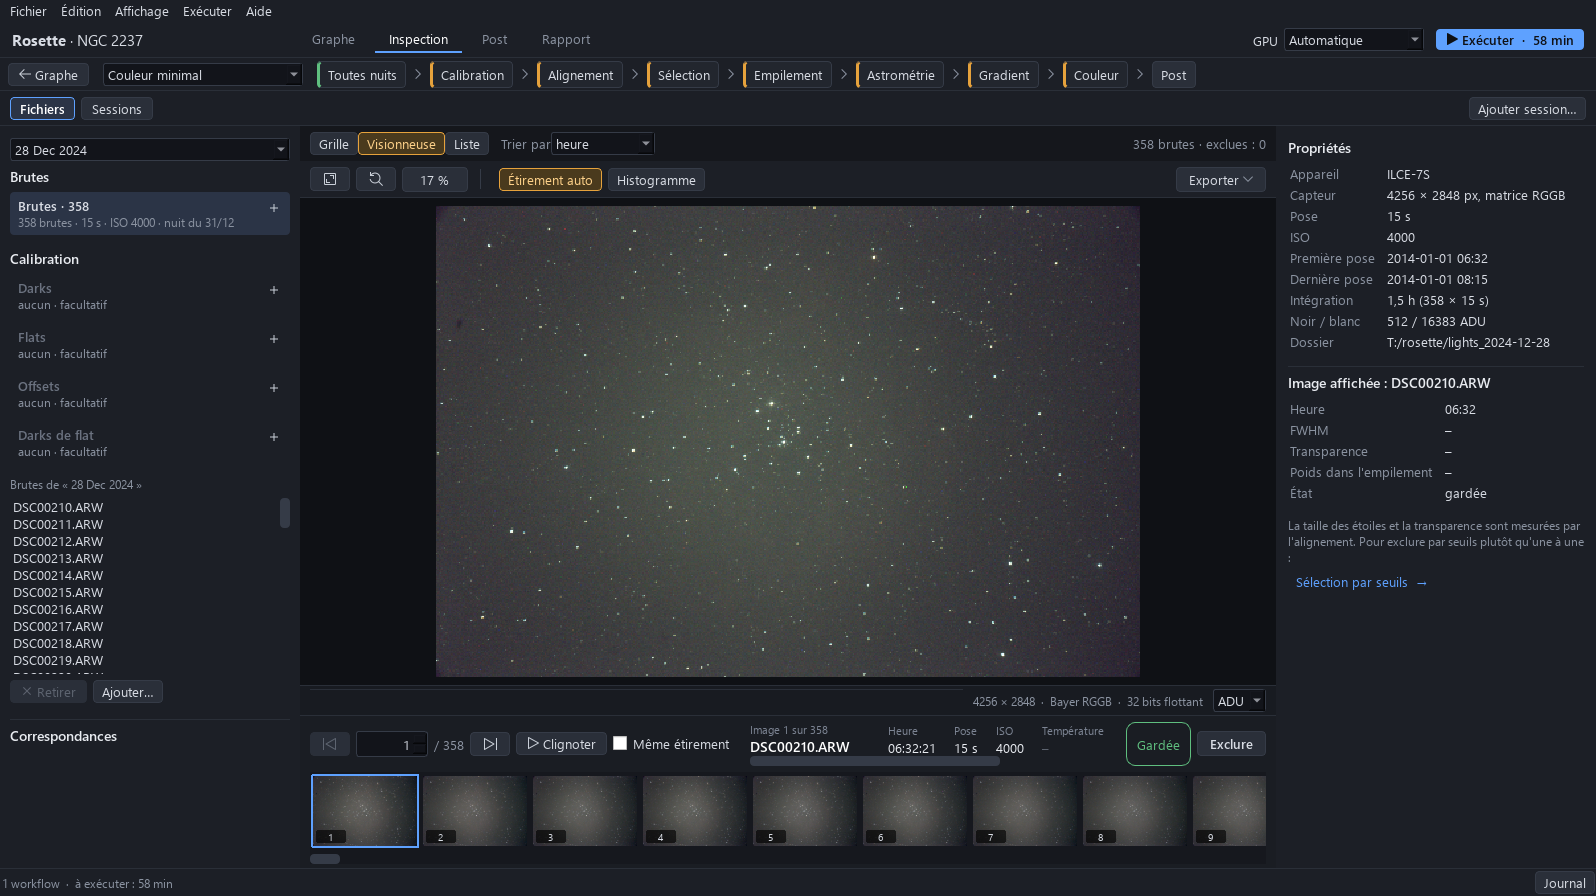 Fichier Édition Affichage Exécuter Aide
Rosette · NGC 2237
Graphe Inspection Post Rapport
GPU Automatique Exécuter · 58 min
Graphe Couleur minimal Toutes nuits Calibration Alignement Sélection Empilement Astrométrie Gradient Couleur Post
Fichiers Sessions Ajouter session...
28 Dec 2024
Brutes
Brutes · 358
358 brutes · 15 s · ISO 4000 · nuit du 31/12
Calibration
Darks
aucun · facultatif
Flats
aucun · facultatif
Offsets
aucun · facultatif
Darks de flat
aucun · facultatif
Brutes de « 28 Dec 2024 »
DSC00210.ARW
DSC00211.ARW
DSC00212.ARW
DSC00213.ARW
DSC00214.ARW
DSC00215.ARW
DSC00216.ARW
DSC00217.ARW
DSC00218.ARW
DSC00219.ARW
Retirer Ajouter...
Correspondances
Grille Visionneuse Liste Trier par heure 358 brutes · exclues : 0
17 % Étirement auto Histogramme Exporter
4256 × 2848 · Bayer RGGB · 32 bits flottant ADU
1 / 358 Clignoter Même étirement
Image 1 sur 358 Heure Pose ISO Température
DSC00210.ARW 06:32:21 15 s 4000 –
Gardée Exclure
1 2 3 4 5 6 7 8 9
Propriétés
Appareil ILCE-7S
Capteur 4256 × 2848 px, matrice RGGB
Pose 15 s
ISO 4000
Première pose 2014-01-01 06:32
Dernière pose 2014-01-01 08:15
Intégration 1,5 h (358 × 15 s)
Noir / blanc 512 / 16383 ADU
Dossier T:/rosette/lights_2024-12-28
Image affichée : DSC00210.ARW
Heure 06:32
FWHM –
Transparence –
Poids dans l'empilement –
État gardée
La taille des étoiles et la transparence sont mesurées par
l'alignement. Pour exclure par seuils plutôt qu'une à une
:
Sélection par seuils →
1 workflow · à exécuter : 58 min
Journal